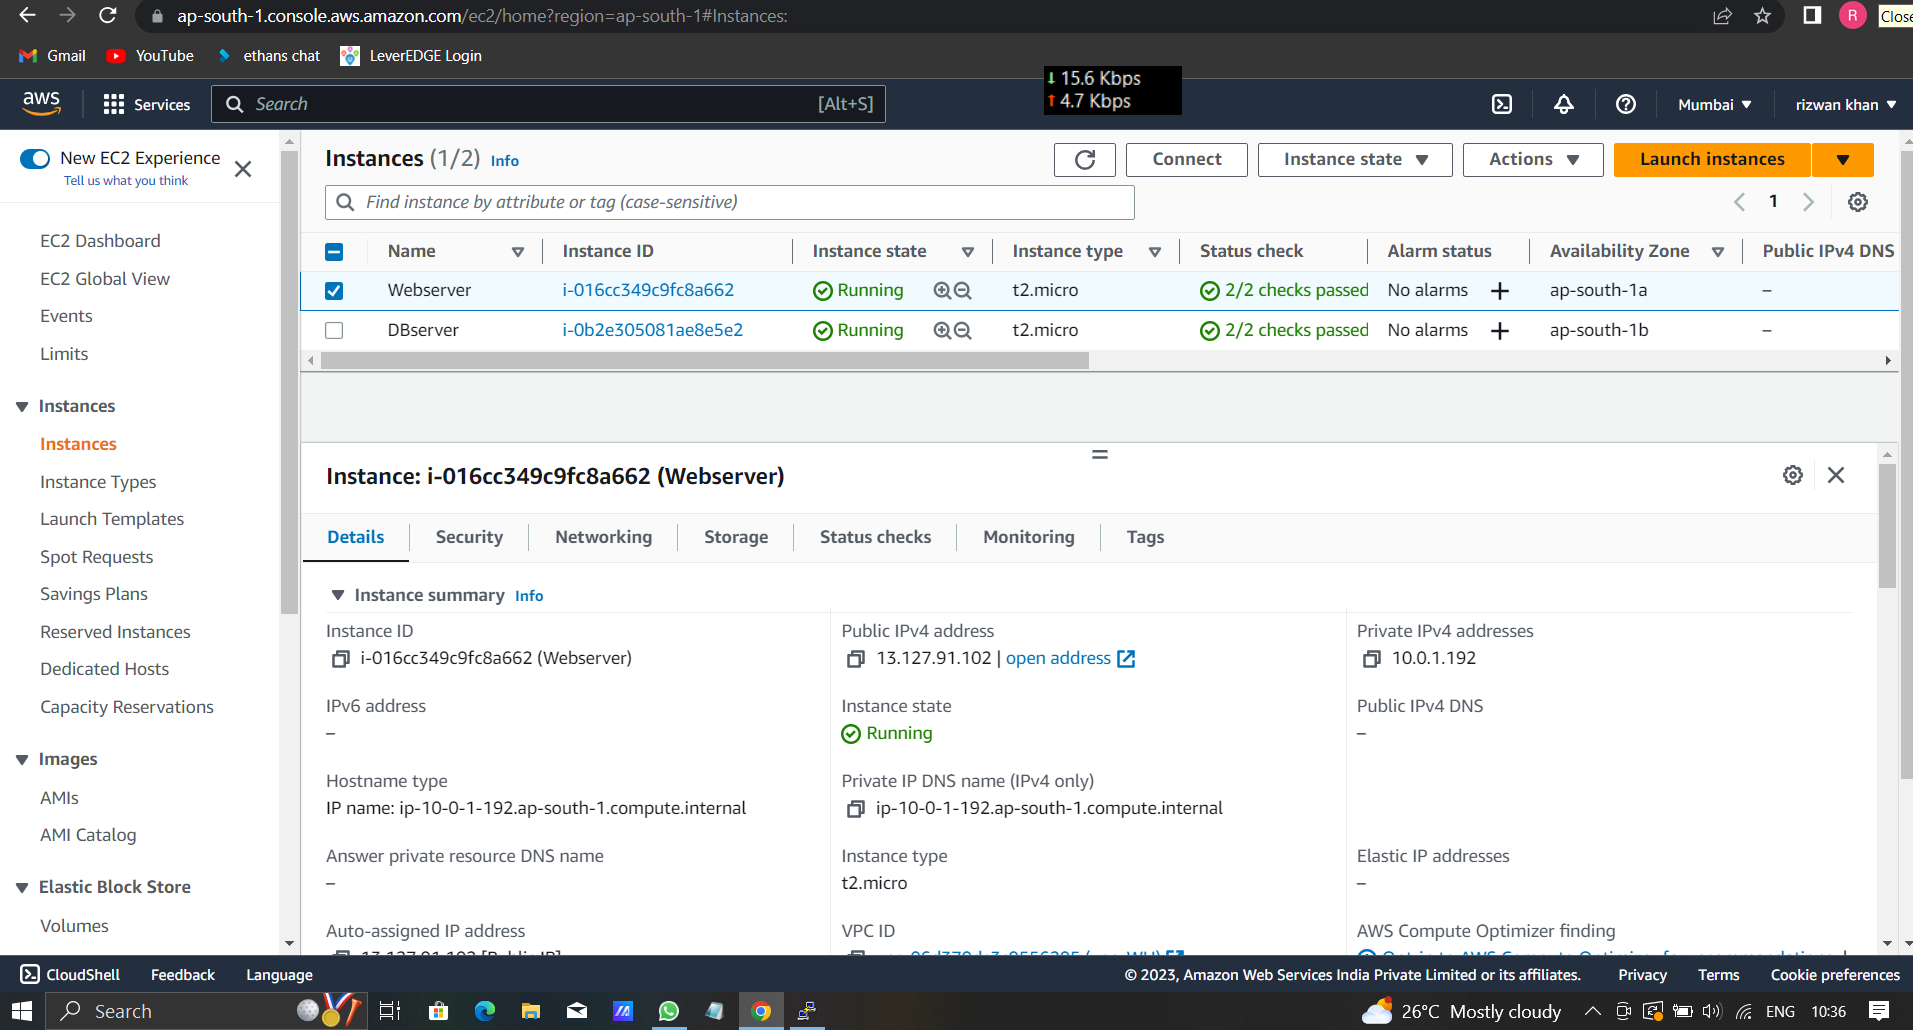 ap-south-1.console.aws.amazon.com/ec2/home?region=ap-south-1#Instances:
R
Close
Gmail
YouTube
ethans chat
LeverEDGE Login
15.6 Kbps
4.7 Kbps
aws
Services
Search
[Alt+S]
Mumbai
rizwan khan
New EC2 Experience
Tell us what you think
EC2 Dashboard
EC2 Global View
Events
Limits
Instances
Instances
Instance Types
Launch Templates
Spot Requests
Savings Plans
Reserved Instances
Dedicated Hosts
Capacity Reservations
Images
AMIs
AMI Catalog
Elastic Block Store
Volumes
Instances (1/2) Info
Connect
Instance state
Actions
Launch instances
Find instance by attribute or tag (case-sensitive)
1
Name Instance ID Instance state Instance type Status check Alarm status Availability Zone Public IPv4 DNS
Webserver i-016cc349c9fc8a662 Running t2.micro 2/2 checks passed No alarms + ap-south-1a –
DBserver i-0b2e305081ae8e5e2 Running t2.micro 2/2 checks passed No alarms + ap-south-1b –
Instance: i-016cc349c9fc8a662 (Webserver)
Details Security Networking Storage Status checks Monitoring Tags
Instance summary Info
Instance ID
i-016cc349c9fc8a662 (Webserver)
Public IPv4 address
13.127.91.102 | open address
Private IPv4 addresses
10.0.1.192
IPv6 address
–
Instance state
Running
Public IPv4 DNS
–
Hostname type
IP name: ip-10-0-1-192.ap-south-1.compute.internal
Private IP DNS name (IPv4 only)
ip-10-0-1-192.ap-south-1.compute.internal
Answer private resource DNS name
–
Instance type
t2.micro
Elastic IP addresses
–
Auto-assigned IP address
13.127.91.102 [Public IP]
VPC ID
AWS Compute Optimizer finding
CloudShell
Feedback
Language
© 2023, Amazon Web Services India Private Limited or its affiliates.
Privacy
Terms
Cookie preferences
Search
26°C Mostly cloudy
ENG
10:36